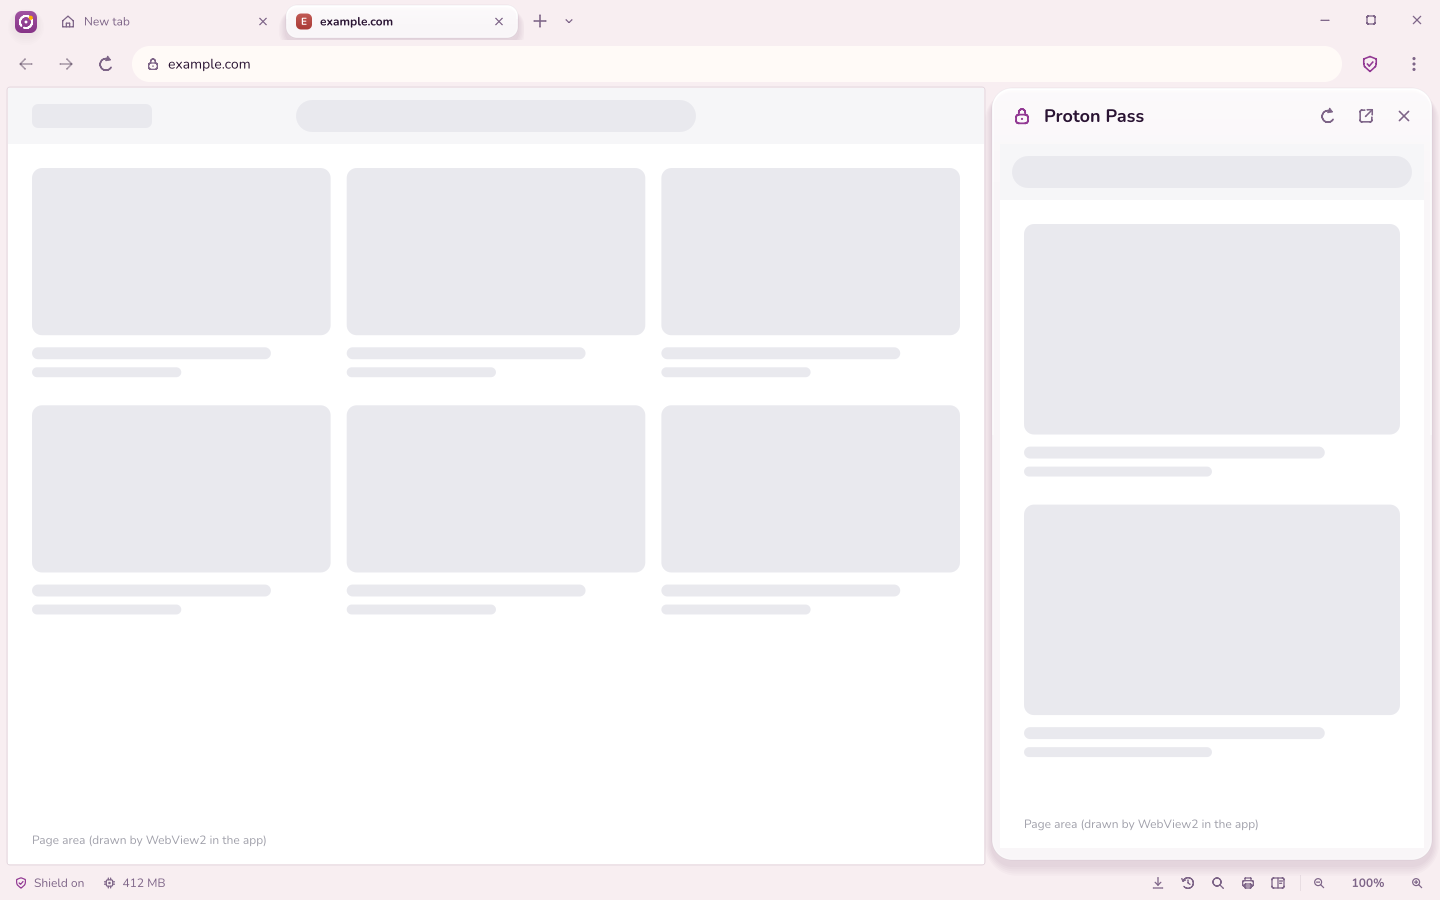 New tab
E example.com
example.com
Proton Pass
Page area (drawn by WebView2 in the app)
Page area (drawn by WebView2 in the app)
Shield on
412 MB
100%